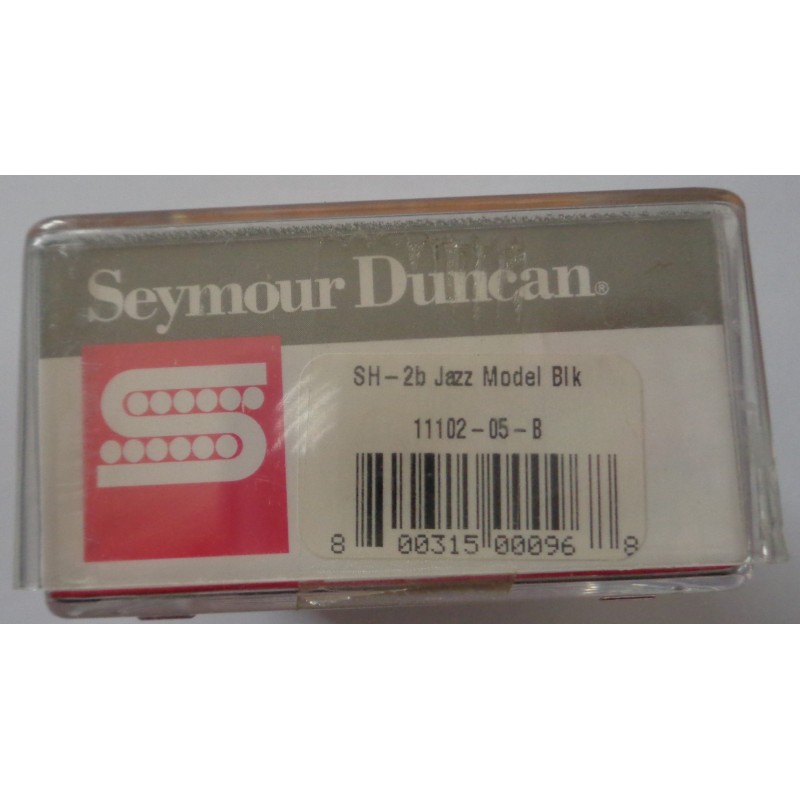 Seymour Duncan®
SH-2b Jazz Model Blk
11102-05-B
8 00315 00096 8